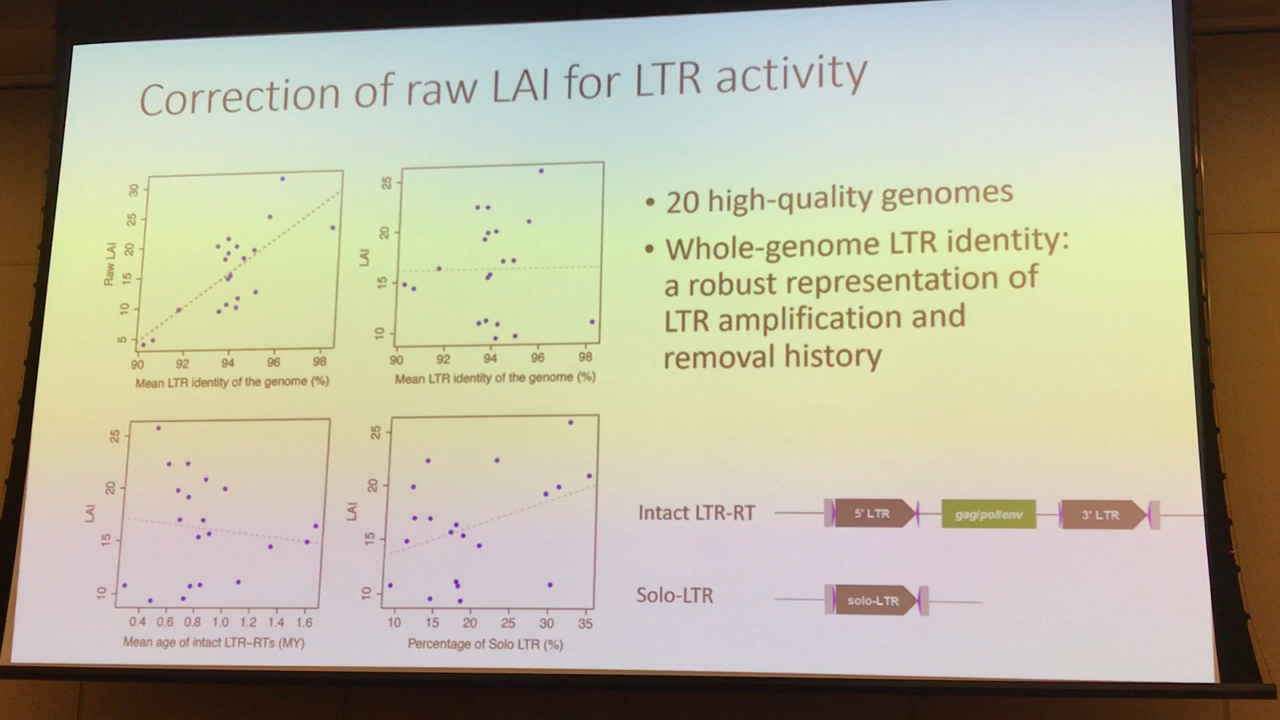 Correction of raw LAI for LTR activity
Raw LAI
30
25
20
15
10
5
90 92 94 96 98
Mean LTR identity of the genome (%)
LAI
25
20
15
10
90 92 94 96 98
Mean LTR identity of the genome (%)
• 20 high-quality genomes
• Whole-genome LTR identity:
a robust representation of
LTR amplification and
removal history
LAI
25
20
15
10
0.4 0.6 0.8 1.0 1.2 1.4 1.6
Mean age of intact LTR–RTs (MY)
LAI
25
20
15
10
10 15 20 25 30 35
Percentage of Solo LTR (%)
Intact LTR-RT
5' LTR
gag/pol/env
3' LTR
Solo-LTR
solo-LTR